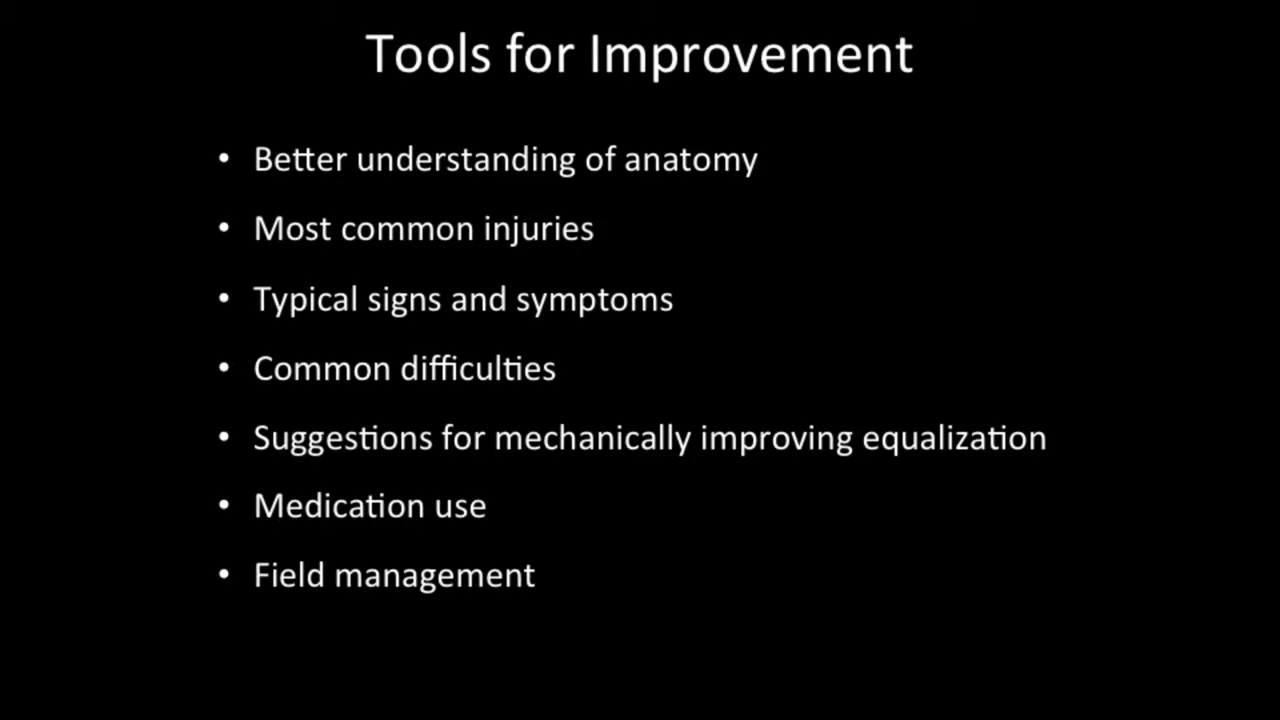 Tools for Improvement
• Better understanding of anatomy
• Most common injuries
• Typical signs and symptoms
• Common difficulties
• Suggestions for mechanically improving equalization
• Medication use
• Field management